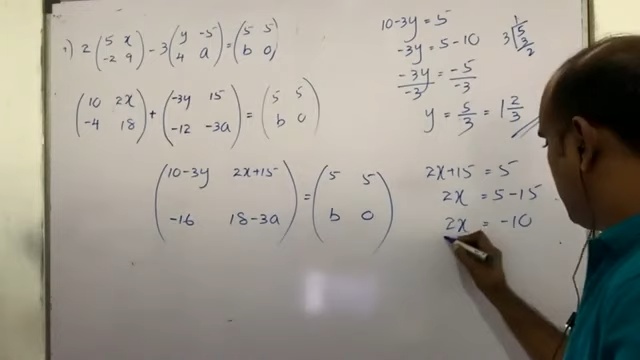 1) 2 (5 x -2 9) - 3 (y -5 4 a) = (5 5 b 0)
(10 2x -4 18) + (-3y 15 -12 -3a) = (5 5 b 0)
(10-3y 2x+15 -16 18-3a) = (5 5 b 0)
10-3y = 5
-3y = 5-10
-3y/-3 = -5/-3
y = 5/3 = 1 2/3
1
3 5
3
2
2x+15 = 5
2x = 5-15
2x = -10